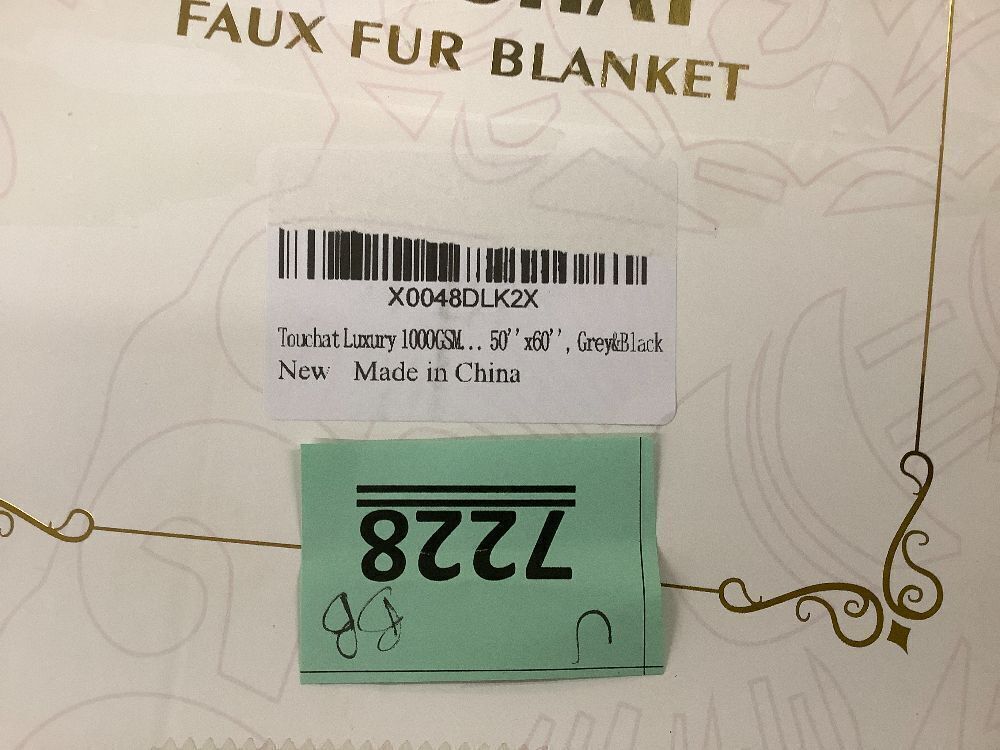 FAUX FUR BLANKET
X0048DLK2X
Touchat Luxury 1000GSM... 50''x60'', Grey&Black
New Made in China
7228